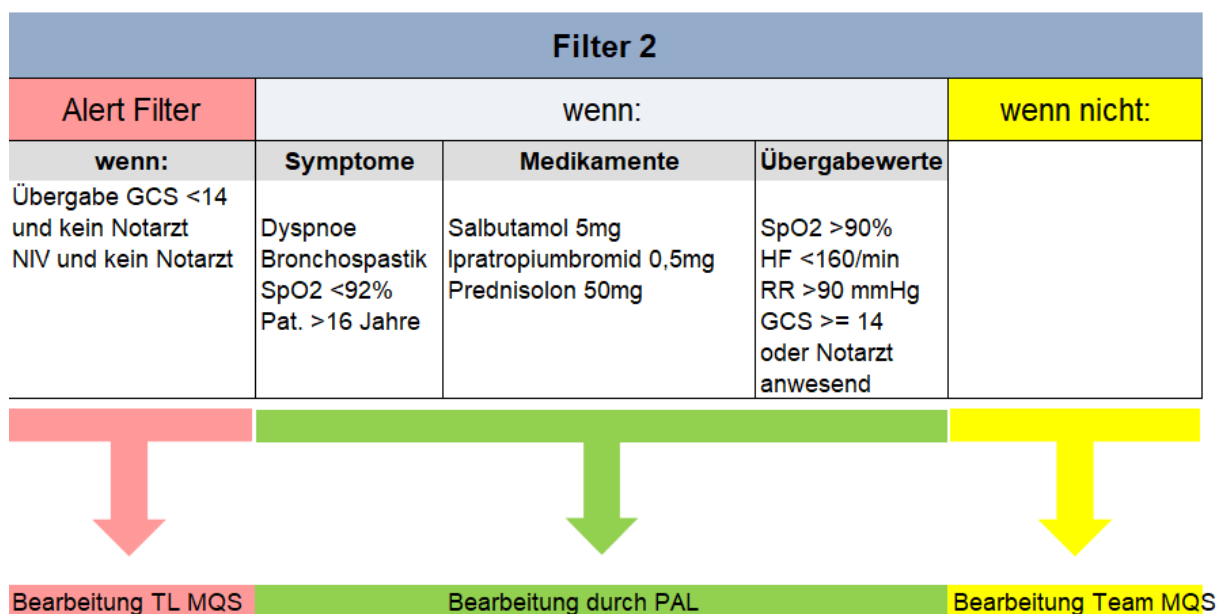 Filter 2
Alert Filter
wenn:
wenn nicht:
wenn:
Symptome
Medikamente
Übergabewerte
Übergabe GCS <14
und kein Notarzt
NIV und kein Notarzt
Dyspnoe
Bronchospastik
SpO2 <92%
Pat. >16 Jahre
Salbutamol 5mg
Ipratropiumbromid 0,5mg
Prednisolon 50mg
SpO2 >90%
HF <160/min
RR >90 mmHg
GCS >= 14
oder Notarzt
anwesend
Bearbeitung TL MQS
Bearbeitung durch PAL
Bearbeitung Team MQS